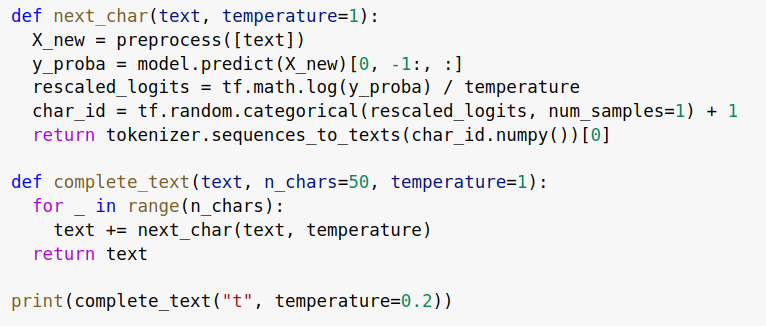 def next_char(text, temperature=1):
  X_new = preprocess([text])
  y_proba = model.predict(X_new)[0, -1:, :]
  rescaled_logits = tf.math.log(y_proba) / temperature
  char_id = tf.random.categorical(rescaled_logits, num_samples=1) + 1
  return tokenizer.sequences_to_texts(char_id.numpy())[0]

def complete_text(text, n_chars=50, temperature=1):
  for _ in range(n_chars):
    text += next_char(text, temperature)
  return text

print(complete_text("t", temperature=0.2))